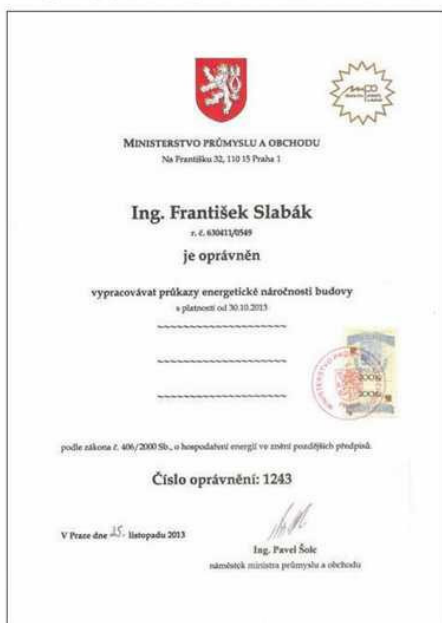 MINISTERSTVO PRŮMYSLU A OBCHODU
Na Františku 32, 110 15 Praha 1
Ing. František Slabák
r. č. 630411/0549
je oprávněn
vypracovávat průkazy energetické náročnosti budovy
s platností od 30.10.2013
podle zákona č. 406/2000 Sb., o hospodaření energií ve znění pozdějších předpisů.
Číslo oprávnění: 1243
V Praze dne 25. listopadu 2013
Ing. Pavel Šolc
náměstek ministra průmyslu a obchodu